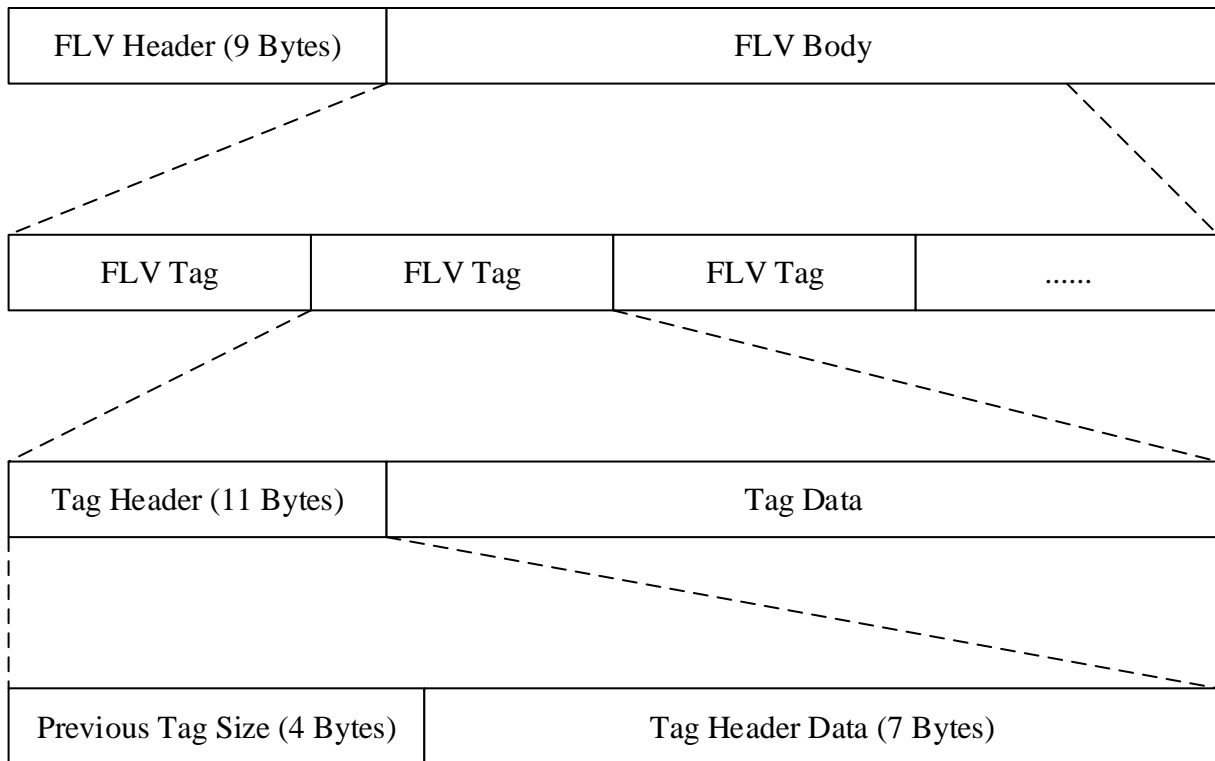 FLV Header (9 Bytes) FLV Body
FLV Tag FLV Tag FLV Tag ......
Tag Header (11 Bytes) Tag Data
Previous Tag Size (4 Bytes) Tag Header Data (7 Bytes)